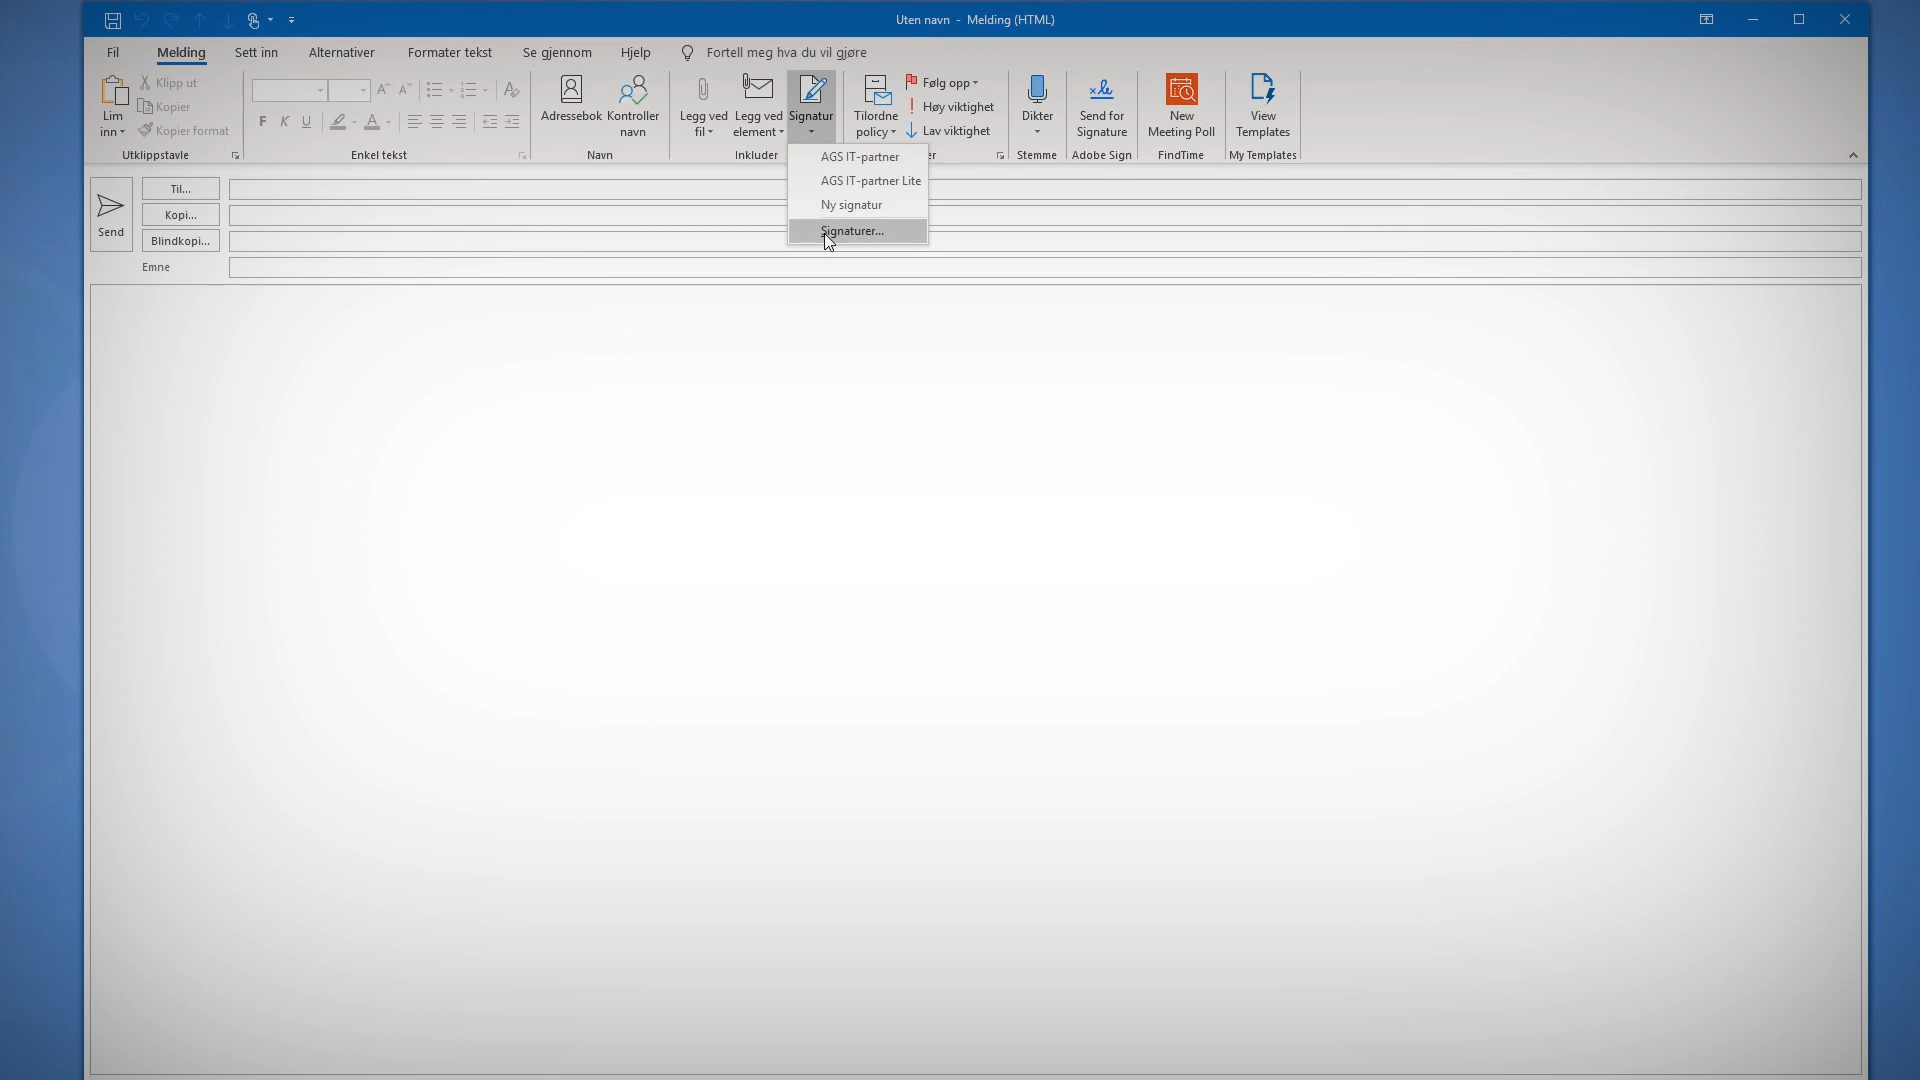 Uten navn - Melding (HTML)
Fil Melding Sett inn Alternativer Formater tekst Se gjennom Hjelp Fortell meg hva du vil gjøre
Lim inn
Klipp ut
Kopier
Kopier format
Utklippstavle
F K U
Enkel tekst
Adressebok
Kontroller navn
Navn
Legg ved fil
Legg ved element
Signatur
Inkluder
AGS IT-partner
AGS IT-partner Lite
Ny signatur
Signaturer...
Tilordne policy
Følg opp
Høy viktighet
Lav viktighet
Dikter
Stemme
Send for Signature
Adobe Sign
New Meeting Poll
FindTime
View Templates
My Templates
Send
Til...
Kopi...
Blindkopi...
Emne